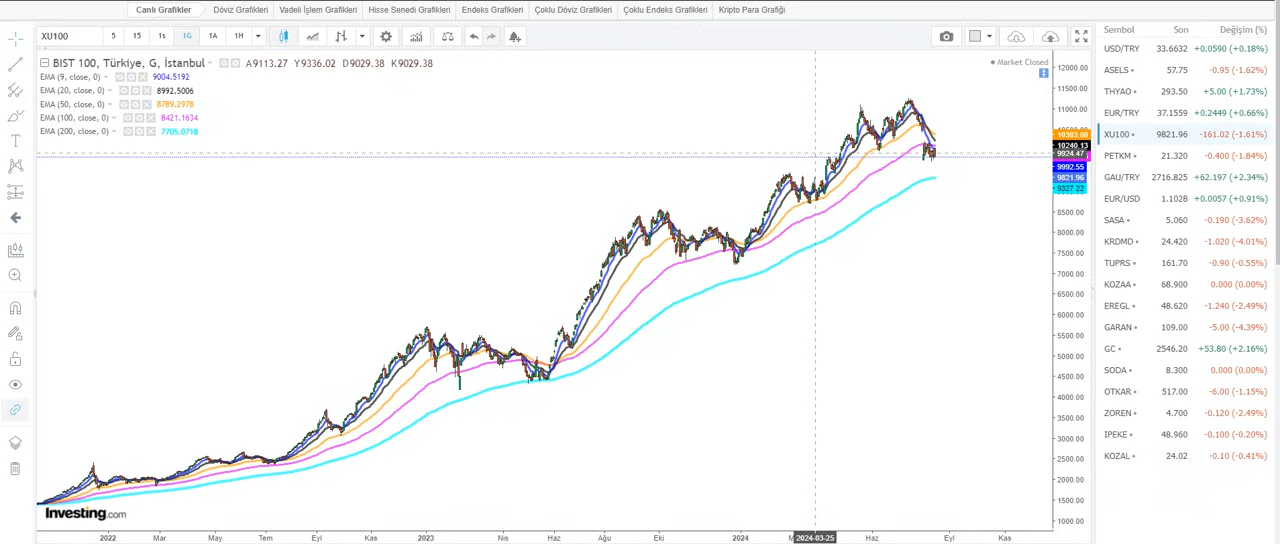 Canlı Grafikler Döviz Grafikleri Vadeli İşlem Grafikleri Hisse Senedi Grafikleri Endeks Grafikleri Çoklu Döviz Grafikleri Çoklu Endeks Grafikleri Kripto Para Grafiği
XU100 5 15 1s 1G 1A 1H
BIST 100, Türkiye, G, İstanbul A9113.27 Y9336.02 D9029.38 K9029.38
EMA (9, close, 0) 9004.5192
EMA (20, close, 0) 8992.5006
EMA (50, close, 0) 8789.2978
EMA (100, close, 0) 8421.1634
EMA (200, close, 0) 7705.0718
Market Closed
12000.00
11500.00
11000.00
10383.60
10240.13
9924.47
9992.55
9821.96
9327.22
8500.00
8000.00
7500.00
7000.00
6500.00
6000.00
5500.00
5000.00
4500.00
4000.00
3500.00
3000.00
2500.00
2000.00
1500.00
1000.00
Investing.com
2022 Mar May Tem Eyl Kas 2023 Nis Haz Ağu Eki 2024 2024-03-25 Haz Eyl Kas
Sembol Son Değişim (%)
USD/TRY 33.6632 +0.0590 (+0.18%)
ASELS 57.75 -0.95 (-1.62%)
THYAO 293.50 +5.00 (+1.73%)
EUR/TRY 37.1559 +0.2449 (+0.66%)
XU100 9821.96 -161.02 (-1.61%)
PETKM 21.320 -0.400 (-1.84%)
GAU/TRY 2716.825 +62.197 (+2.34%)
EUR/USD 1.1028 +0.0057 (+0.91%)
SASA 5.060 -0.190 (-3.62%)
KRDMD 24.420 -1.020 (-4.01%)
TUPRS 161.70 -0.90 (-0.55%)
KOZAA 68.900 0.000 (0.00%)
EREGL 48.620 -1.240 (-2.49%)
GARAN 109.00 -5.00 (-4.39%)
GC 2546.20 +53.80 (+2.16%)
SODA 8.300 0.000 (0.00%)
OTKAR 517.00 -6.00 (-1.15%)
ZOREN 4.700 -0.120 (-2.49%)
IPEKE 48.960 -0.100 (-0.20%)
KOZAL 24.02 -0.10 (-0.41%)